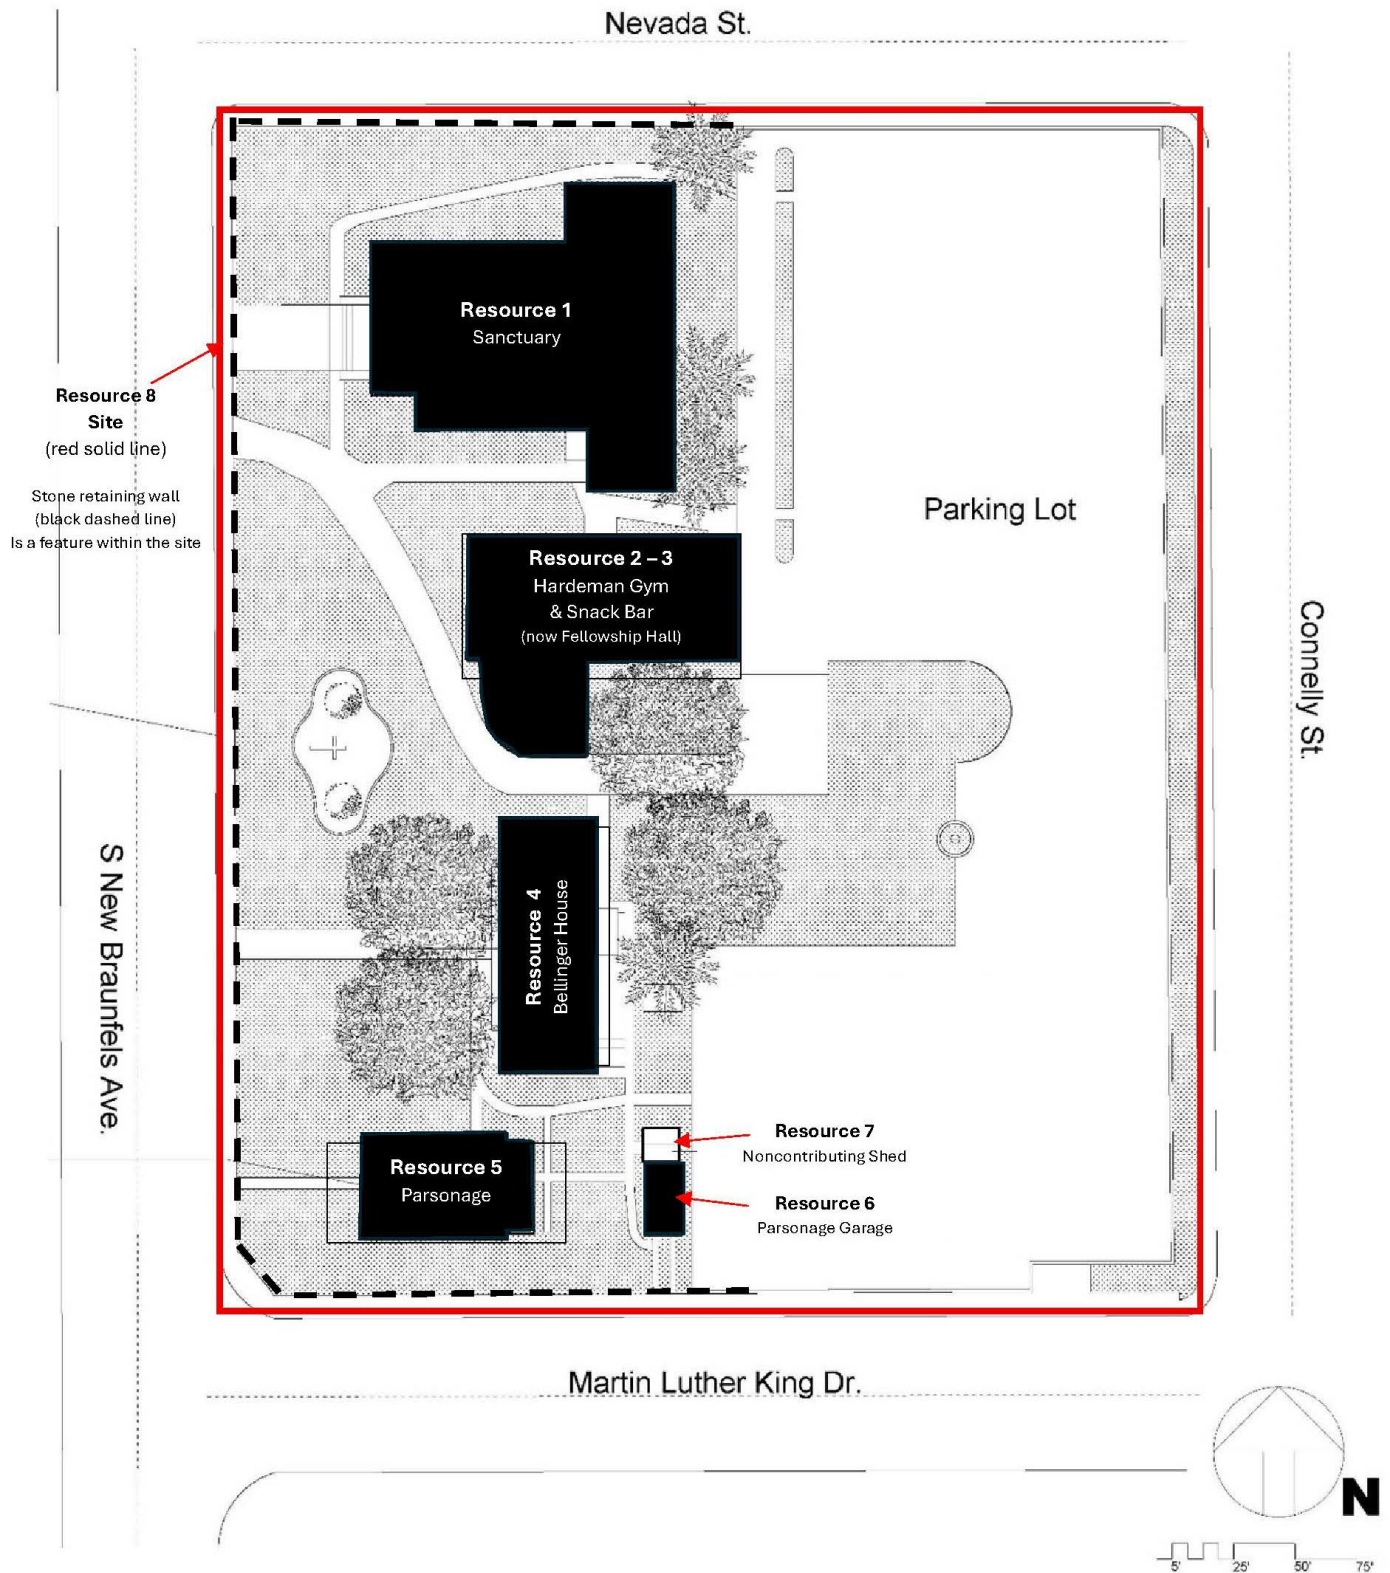 Nevada St.
Resource 1
Sanctuary
Resource 8
Site
(red solid line)
Stone retaining wall
(black dashed line)
Is a feature within the site
Parking Lot
Resource 2 – 3
Hardeman Gym
& Snack Bar
(now Fellowship Hall)
Connelly St.
S New Braunfels Ave.
Resource 4
Bellinger House
Resource 7
Noncontributing Shed
Resource 5
Parsonage
Resource 6
Parsonage Garage
Martin Luther King Dr.
N
5' 25' 50' 75'